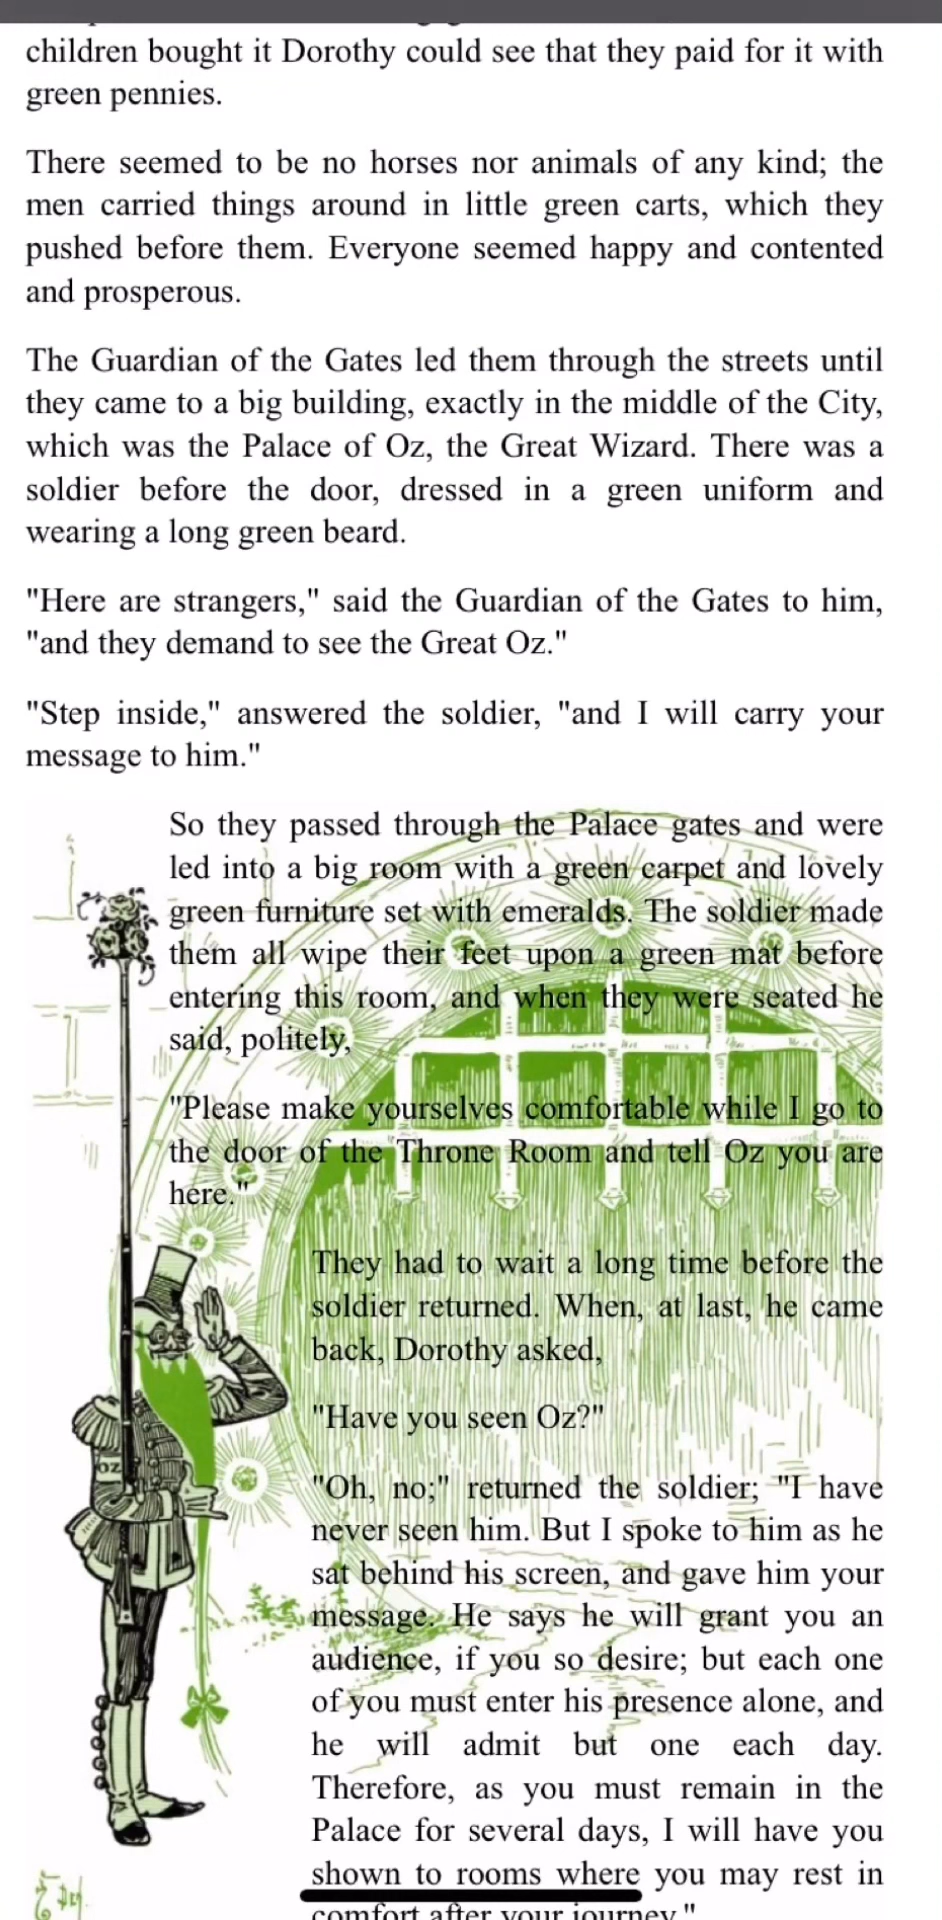 children bought it Dorothy could see that they paid for it with
green pennies.
There seemed to be no horses nor animals of any kind; the
men carried things around in little green carts, which they
pushed before them. Everyone seemed happy and contented
and prosperous.
The Guardian of the Gates led them through the streets until
they came to a big building, exactly in the middle of the City,
which was the Palace of Oz, the Great Wizard. There was a
soldier before the door, dressed in a green uniform and
wearing a long green beard.
"Here are strangers," said the Guardian of the Gates to him,
"and they demand to see the Great Oz."
"Step inside," answered the soldier, "and I will carry your
message to him."
So they passed through the Palace gates and were
led into a big room with a green carpet and lovely
green furniture set with emeralds. The soldier made
them all wipe their feet upon a green mat before
entering this room, and when they were seated he
said, politely,
"Please make yourselves comfortable while I go to
the door of the Throne Room and tell Oz you are
here."
They had to wait a long time before the
soldier returned. When, at last, he came
back, Dorothy asked,
"Have you seen Oz?"
"Oh, no;" returned the soldier; "I have
never seen him. But I spoke to him as he
sat behind his screen, and gave him your
message. He says he will grant you an
audience, if you so desire; but each one
of you must enter his presence alone, and
he will admit but one each day.
Therefore, as you must remain in the
Palace for several days, I will have you
shown to rooms where you may rest in
comfort after your journey."
OZ